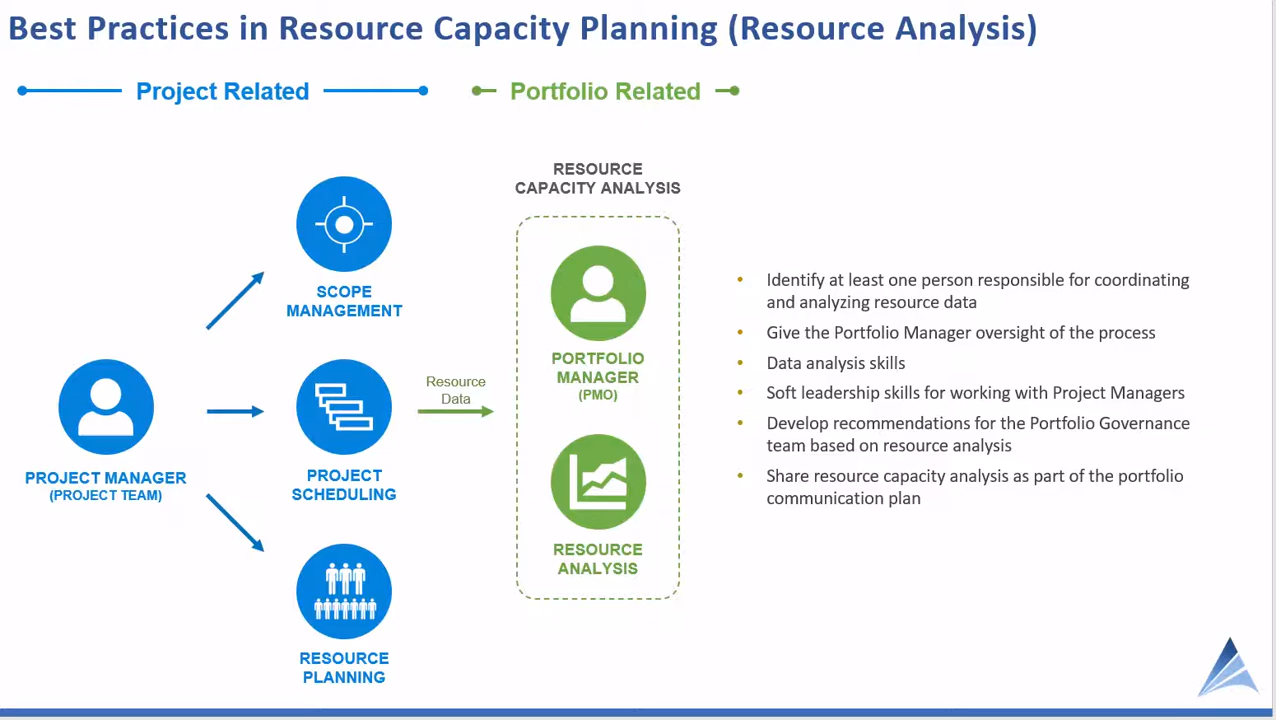 Best Practices in Resource Capacity Planning (Resource Analysis)
Project Related
Portfolio Related
RESOURCE
CAPACITY ANALYSIS
SCOPE
MANAGEMENT
PROJECT MANAGER
(PROJECT TEAM)
PROJECT
SCHEDULING
RESOURCE
PLANNING
Resource
Data
PORTFOLIO
MANAGER
(PMO)
RESOURCE
ANALYSIS
• Identify at least one person responsible for coordinating
and analyzing resource data
• Give the Portfolio Manager oversight of the process
• Data analysis skills
• Soft leadership skills for working with Project Managers
• Develop recommendations for the Portfolio Governance
team based on resource analysis
• Share resource capacity analysis as part of the portfolio
communication plan